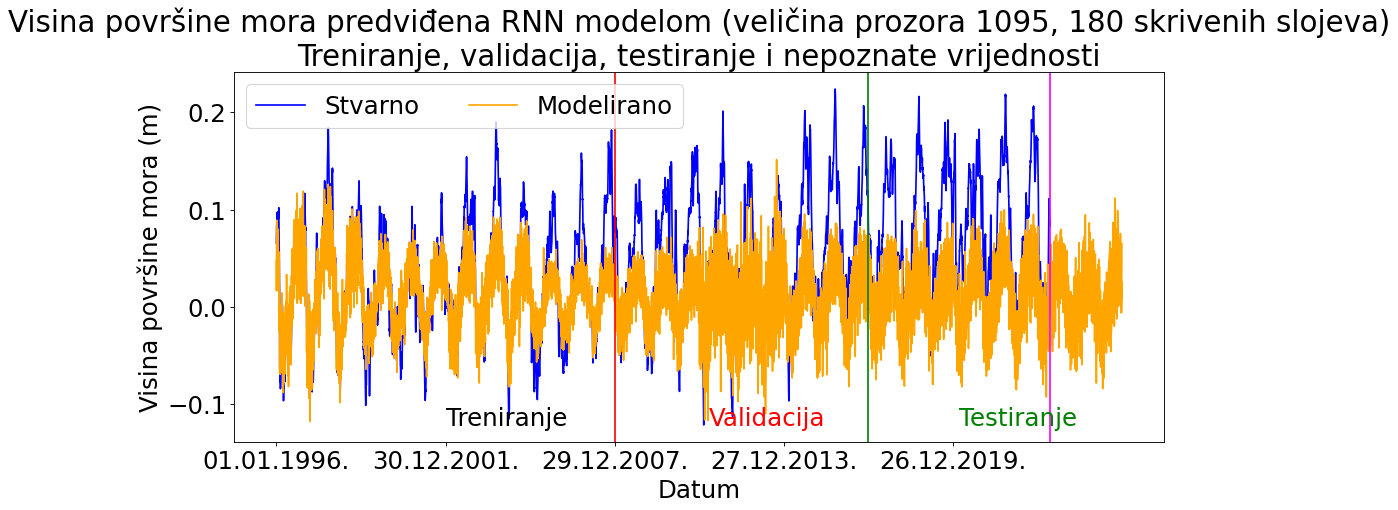 Visina površine mora predviđena RNN modelom (veličina prozora 1095, 180 skrivenih slojeva)
Treniranje, validacija, testiranje i nepoznate vrijednosti
Stvarno Modelirano
Visina površine mora (m)
0.2
0.1
0.0
−0.1
Treniranje Validacija Testiranje
01.01.1996. 30.12.2001. 29.12.2007. 27.12.2013. 26.12.2019.
Datum